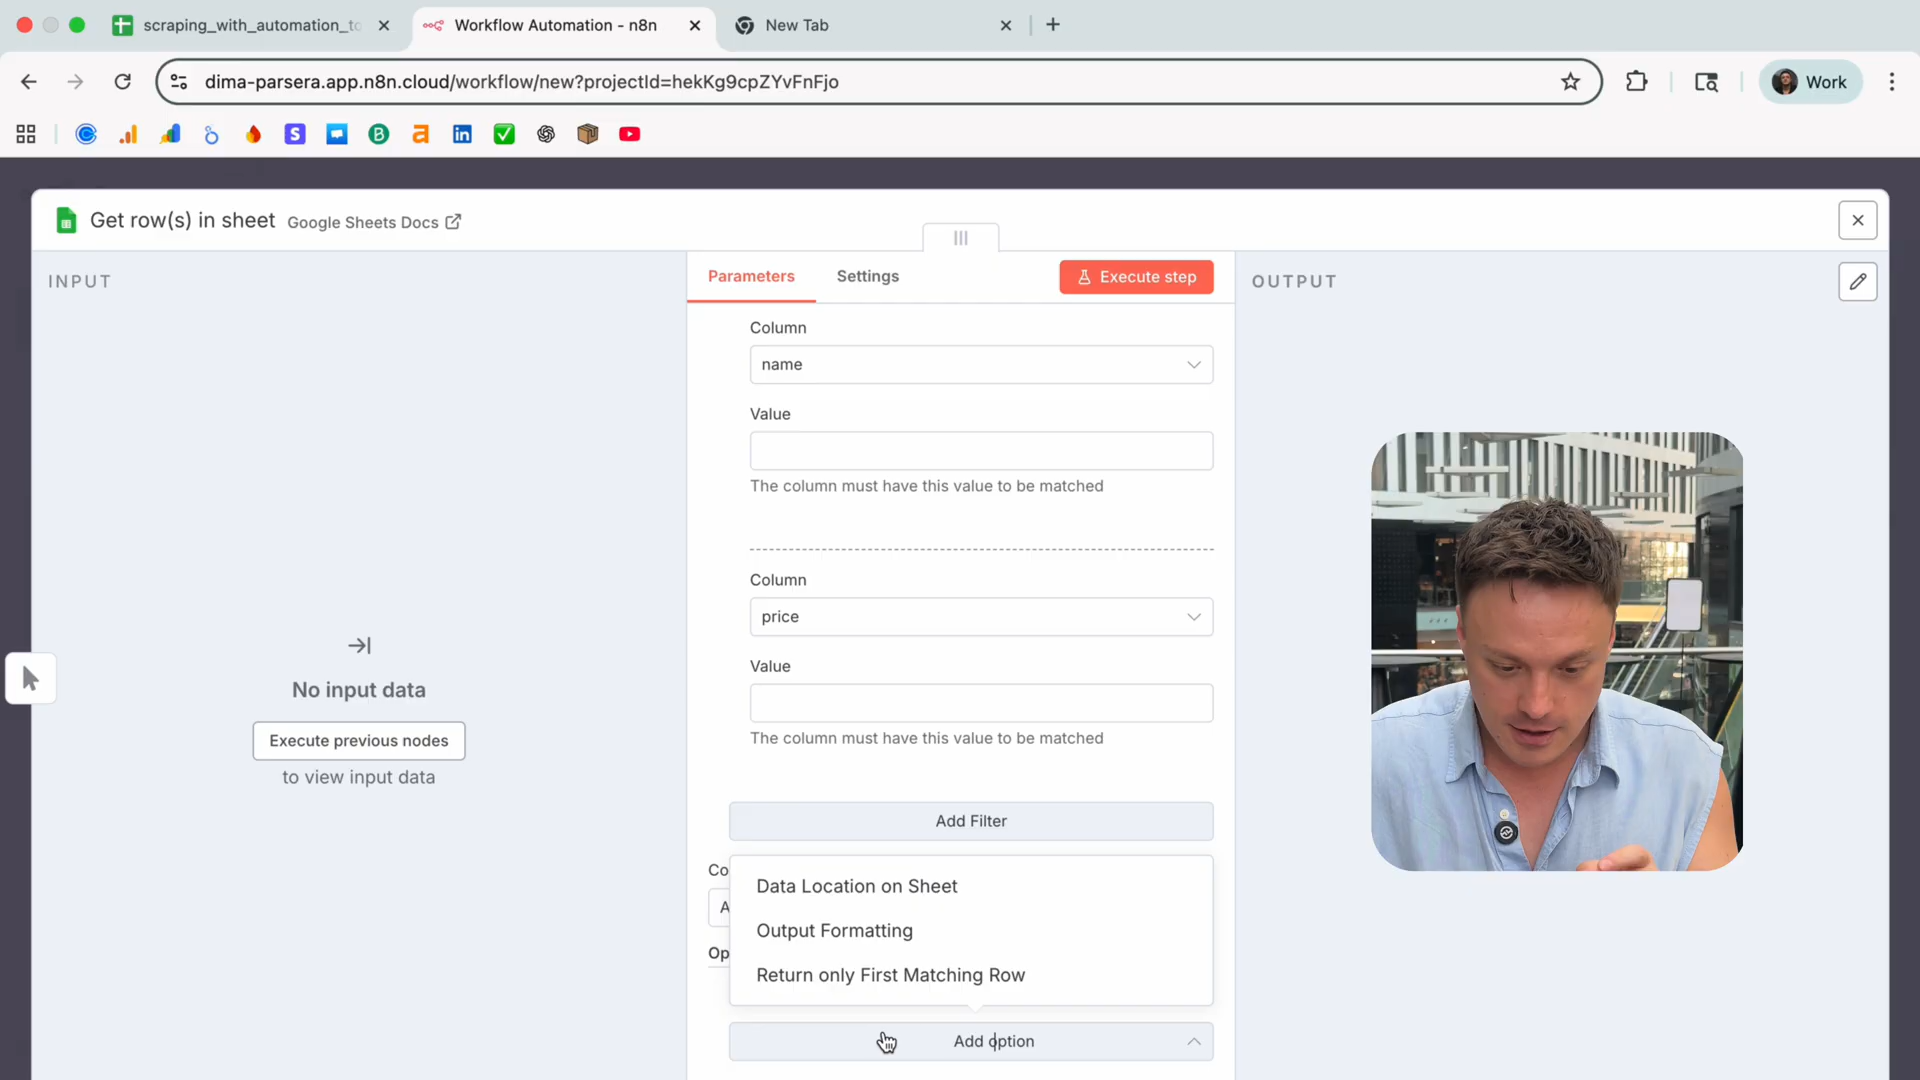 scraping_with_automation_to
Workflow Automation - n8n
New Tab
dima-parsera.app.n8n.cloud/workflow/new?projectId=hekKg9cpZYvFnFjo
Work
Get row(s) in sheet
Google Sheets Docs
INPUT
Parameters
Settings
Execute step
OUTPUT
Column
name
Value
The column must have this value to be matched
Column
price
Value
The column must have this value to be matched
No input data
Execute previous nodes
to view input data
Add Filter
Co
A
Op
Data Location on Sheet
Output Formatting
Return only First Matching Row
Add option